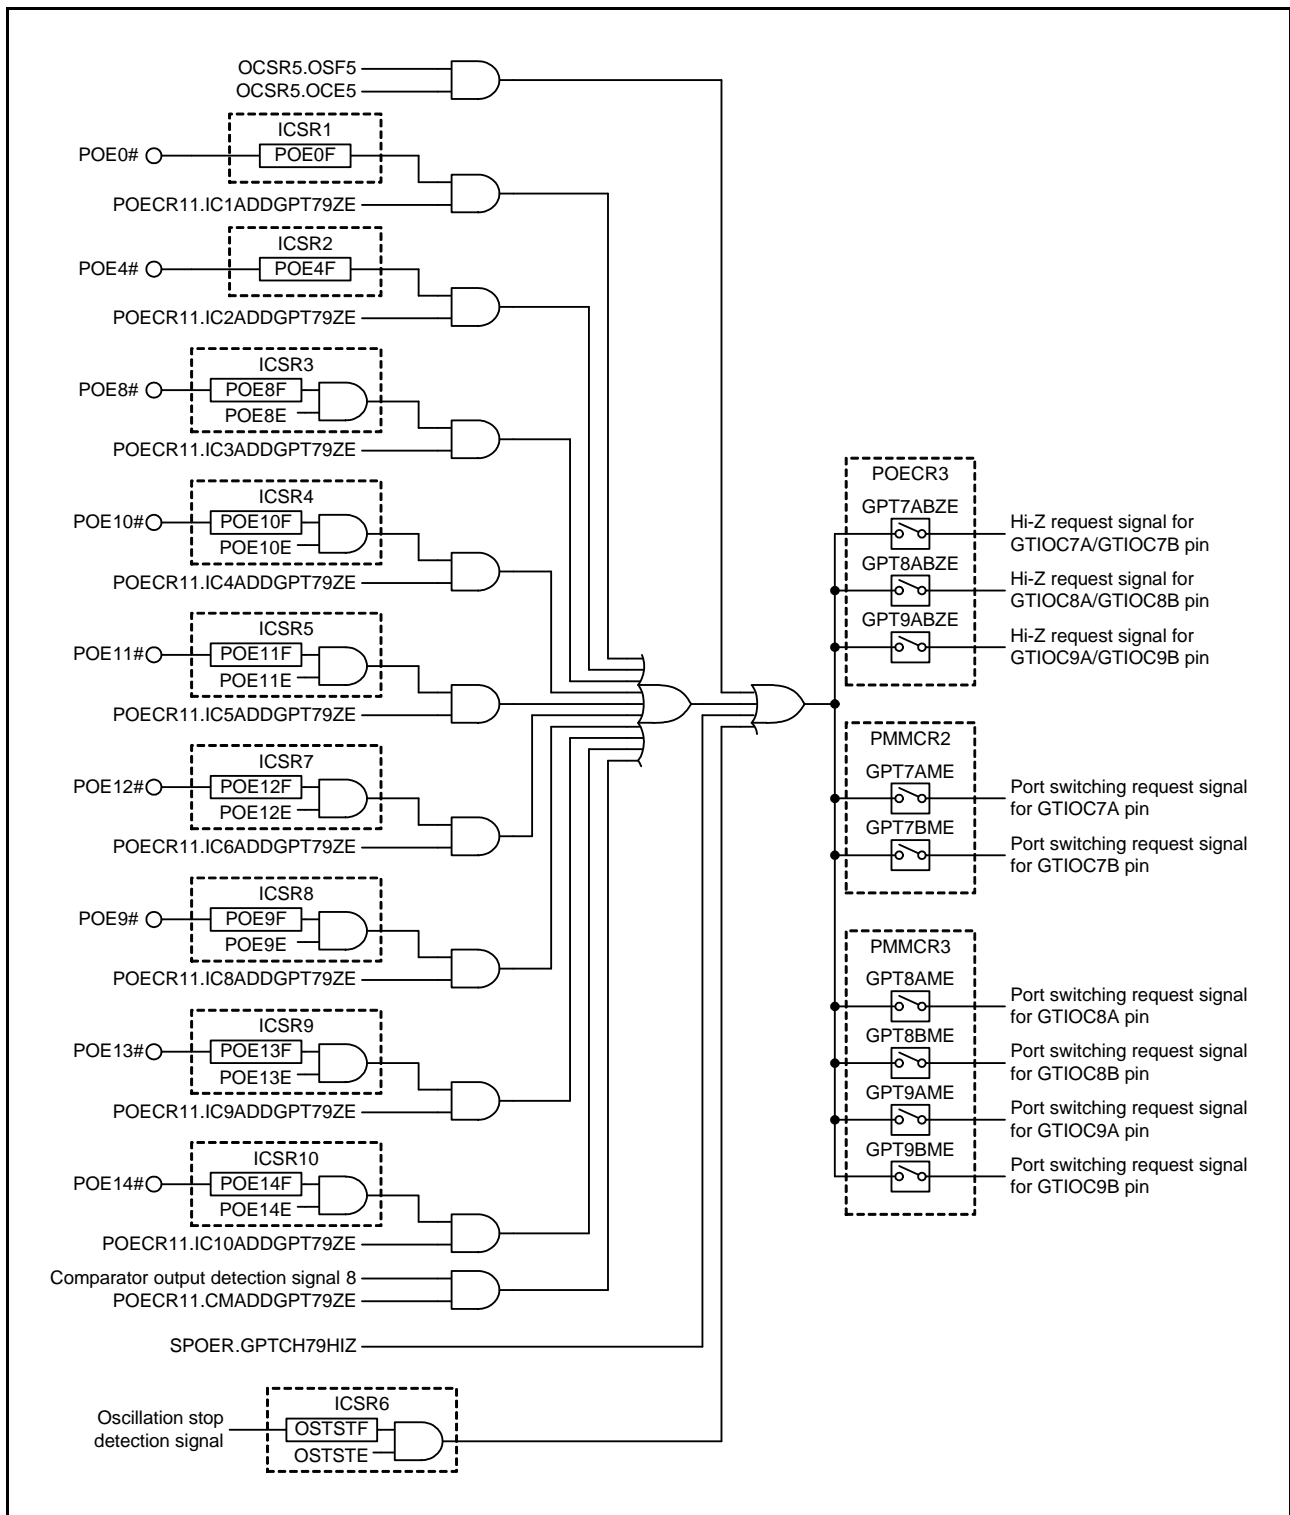 OCSR5.OSF5
OCSR5.OCE5
ICSR1
POE0#
POE0F
POECR11.IC1ADDGPT79ZE
ICSR2
POE4#
POE4F
POECR11.IC2ADDGPT79ZE
ICSR3
POE8#
POE8F
POE8E
POECR11.IC3ADDGPT79ZE
ICSR4
POE10#
POE10F
POE10E
POECR11.IC4ADDGPT79ZE
ICSR5
POE11#
POE11F
POE11E
POECR11.IC5ADDGPT79ZE
ICSR7
POE12#
POE12F
POE12E
POECR11.IC6ADDGPT79ZE
ICSR8
POE9#
POE9F
POE9E
POECR11.IC8ADDGPT79ZE
ICSR9
POE13#
POE13F
POE13E
POECR11.IC9ADDGPT79ZE
ICSR10
POE14#
POE14F
POE14E
POECR11.IC10ADDGPT79ZE
Comparator output detection signal 8
POECR11.CMADDGPT79ZE
SPOER.GPTCH79HIZ
ICSR6
Oscillation stop
detection signal
OSTSTF
OSTSTE
POECR3
GPT7ABZE
Hi-Z request signal for
GTIOC7A/GTIOC7B pin
GPT8ABZE
Hi-Z request signal for
GTIOC8A/GTIOC8B pin
GPT9ABZE
Hi-Z request signal for
GTIOC9A/GTIOC9B pin
PMMCR2
GPT7AME
Port switching request signal
for GTIOC7A pin
GPT7BME
Port switching request signal
for GTIOC7B pin
PMMCR3
GPT8AME
Port switching request signal
for GTIOC8A pin
GPT8BME
Port switching request signal
for GTIOC8B pin
GPT9AME
Port switching request signal
for GTIOC9A pin
GPT9BME
Port switching request signal
for GTIOC9B pin